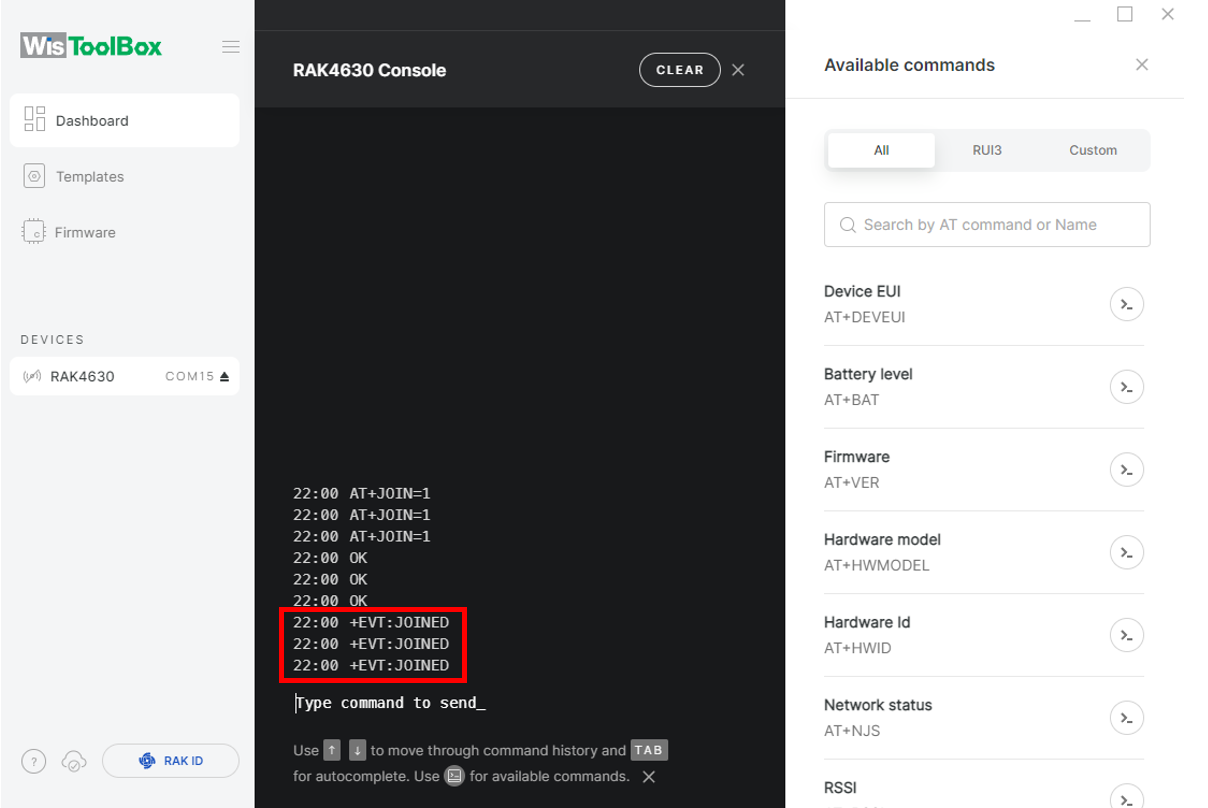 WisToolBox
Dashboard
Templates
Firmware
DEVICES
RAK4630 COM15
?
RAK ID
RAK4630 Console
CLEAR
22:00 AT+JOIN=1
22:00 AT+JOIN=1
22:00 AT+JOIN=1
22:00 OK
22:00 OK
22:00 OK
22:00 +EVT:JOINED
22:00 +EVT:JOINED
22:00 +EVT:JOINED
Type command to send_
Use ↑ ↓ to move through command history and TAB
for autocomplete. Use for available commands.
Available commands
All RUI3 Custom
Search by AT command or Name
Device EUI
AT+DEVEUI
Battery level
AT+BAT
Firmware
AT+VER
Hardware model
AT+HWMODEL
Hardware Id
AT+HWID
Network status
AT+NJS
RSSI